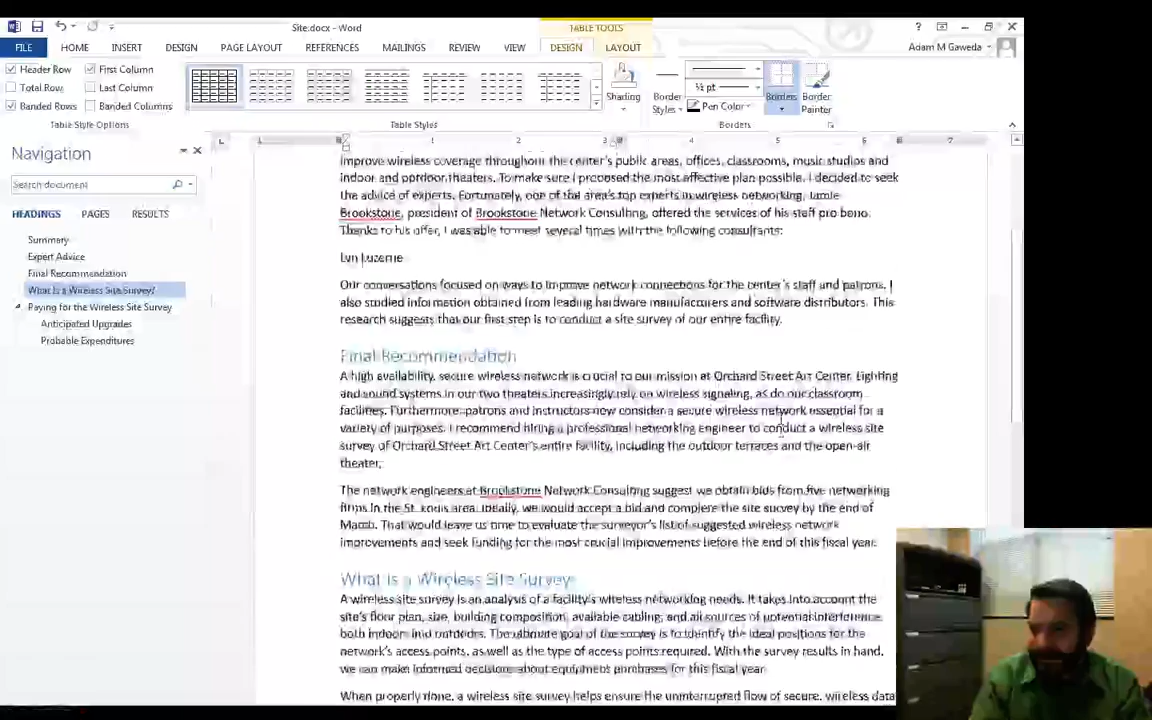 Site.docx - Word
TABLE TOOLS
FILE
HOME
INSERT
DESIGN
PAGE LAYOUT
REFERENCES
MAILINGS
REVIEW
VIEW
DESIGN
LAYOUT
Adam M Gaweda
Header Row
First Column
Total Row
Last Column
Banded Rows
Banded Columns
Table Style Options
Table Styles
Shading
Border
Styles
½ pt
Pen Color
Borders
Border
Painter
Borders
Navigation
Search document
HEADINGS
PAGES
RESULTS
Summary
Expert Advice
Final Recommendation
What Is a Wireless Site Survey?
Paying for the Wireless Site Survey
Anticipated Upgrades
Probable Expenditures
improve wireless coverage throughout the center's public areas, offices, classrooms, music studios and
indoor and outdoor theaters. To make sure I proposed the most effective plan possible, I decided to seek
the advice of experts. Fortunately, one of the area's top experts in wireless networking,
Brookstone, president of Brookstone Network Consulting, offered the services of his staff pro bono.
Thanks to his offer, I was able to meet several times with the following consultants:
Luzerne
Our conversations focused on ways to improve network connections for the center's staff and patrons. I
also studied information obtained from leading hardware manufacturers and software distributors. This
research suggests that our first step is to conduct a site survey of our entire facility.
Final Recommendation
A high availability, secure wireless network is crucial to our mission at Orchard Street Art Center. Lighting
and sound systems in our two theaters increasingly rely on wireless signaling, as do our classroom
facilities. Furthermore, patrons and instructors now consider a secure wireless network essential for a
variety of purposes. I recommend hiring a professional networking engineer to conduct a wireless site
survey of Orchard Street Art Center's entire facility, including the outdoor terraces and the open-air
theater.
The network engineers at Brookstone Network Consulting suggest we obtain bids from five networking
firms in the St. Louis area. Ideally, we would accept a bid and complete the site survey by the end of
March. That would leave us time to evaluate the surveyor's list of suggested wireless network
improvements and seek funding for the most crucial improvements before the end of this fiscal year.
What Is a Wireless Site Survey?
A wireless site survey is an analysis of a facility's wireless networking needs. It takes into account the
site's floor plan, size, building composition, available cabling, and all sources of potential interference
both indoors and outdoors. The ultimate goal of the survey is to identify the ideal positions for the
network's access points, as well as the type of access points required. With the survey results in hand,
we can make informed decisions about equipment purchases for this fiscal year
When properly done, a wireless site survey helps ensure the uninterrupted flow of secure, wireless data